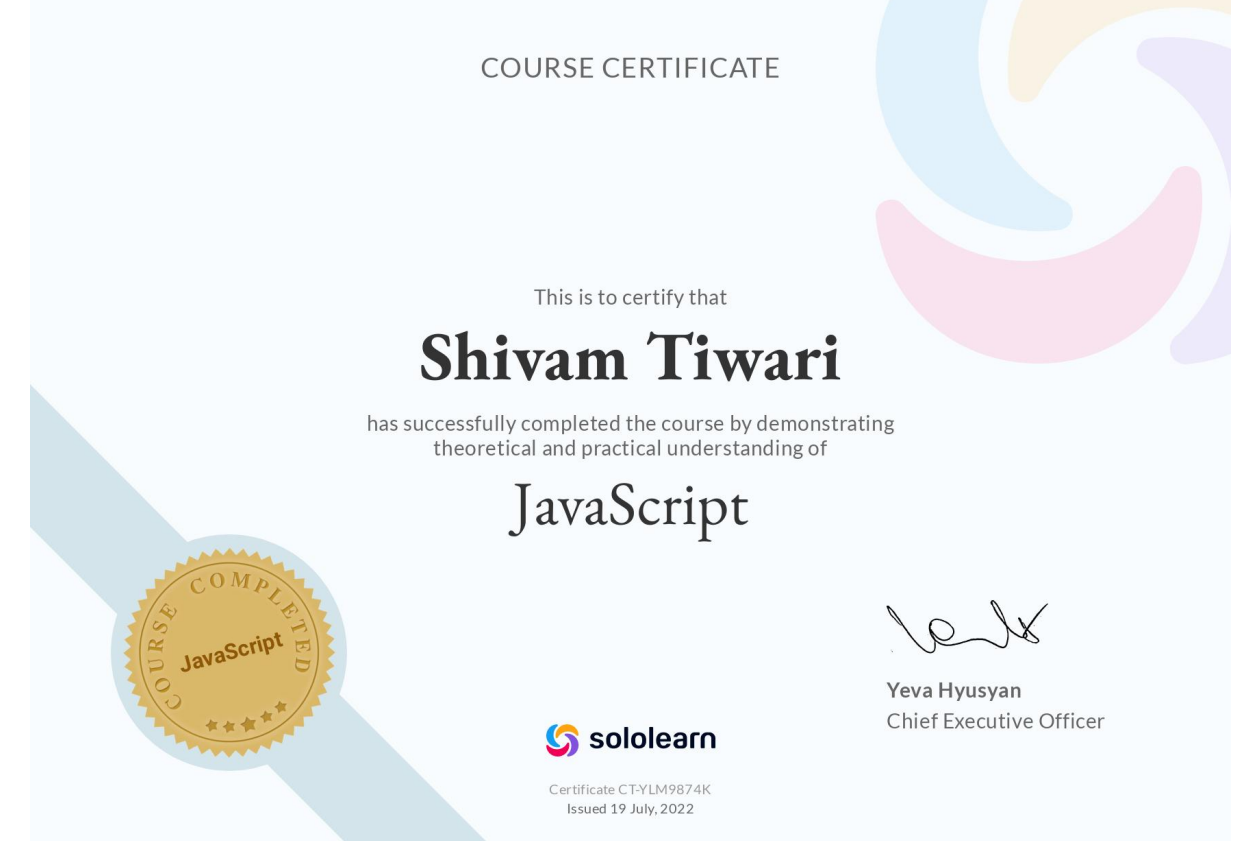 COURSE CERTIFICATE
This is to certify that
Shivam Tiwari
has successfully completed the course by demonstrating
theoretical and practical understanding of
JavaScript
COURSE COMPLETED
JavaScript
Yeva Hyusyan
Chief Executive Officer
sololearn
Certificate CT-YLM9874K
Issued 19 July, 2022